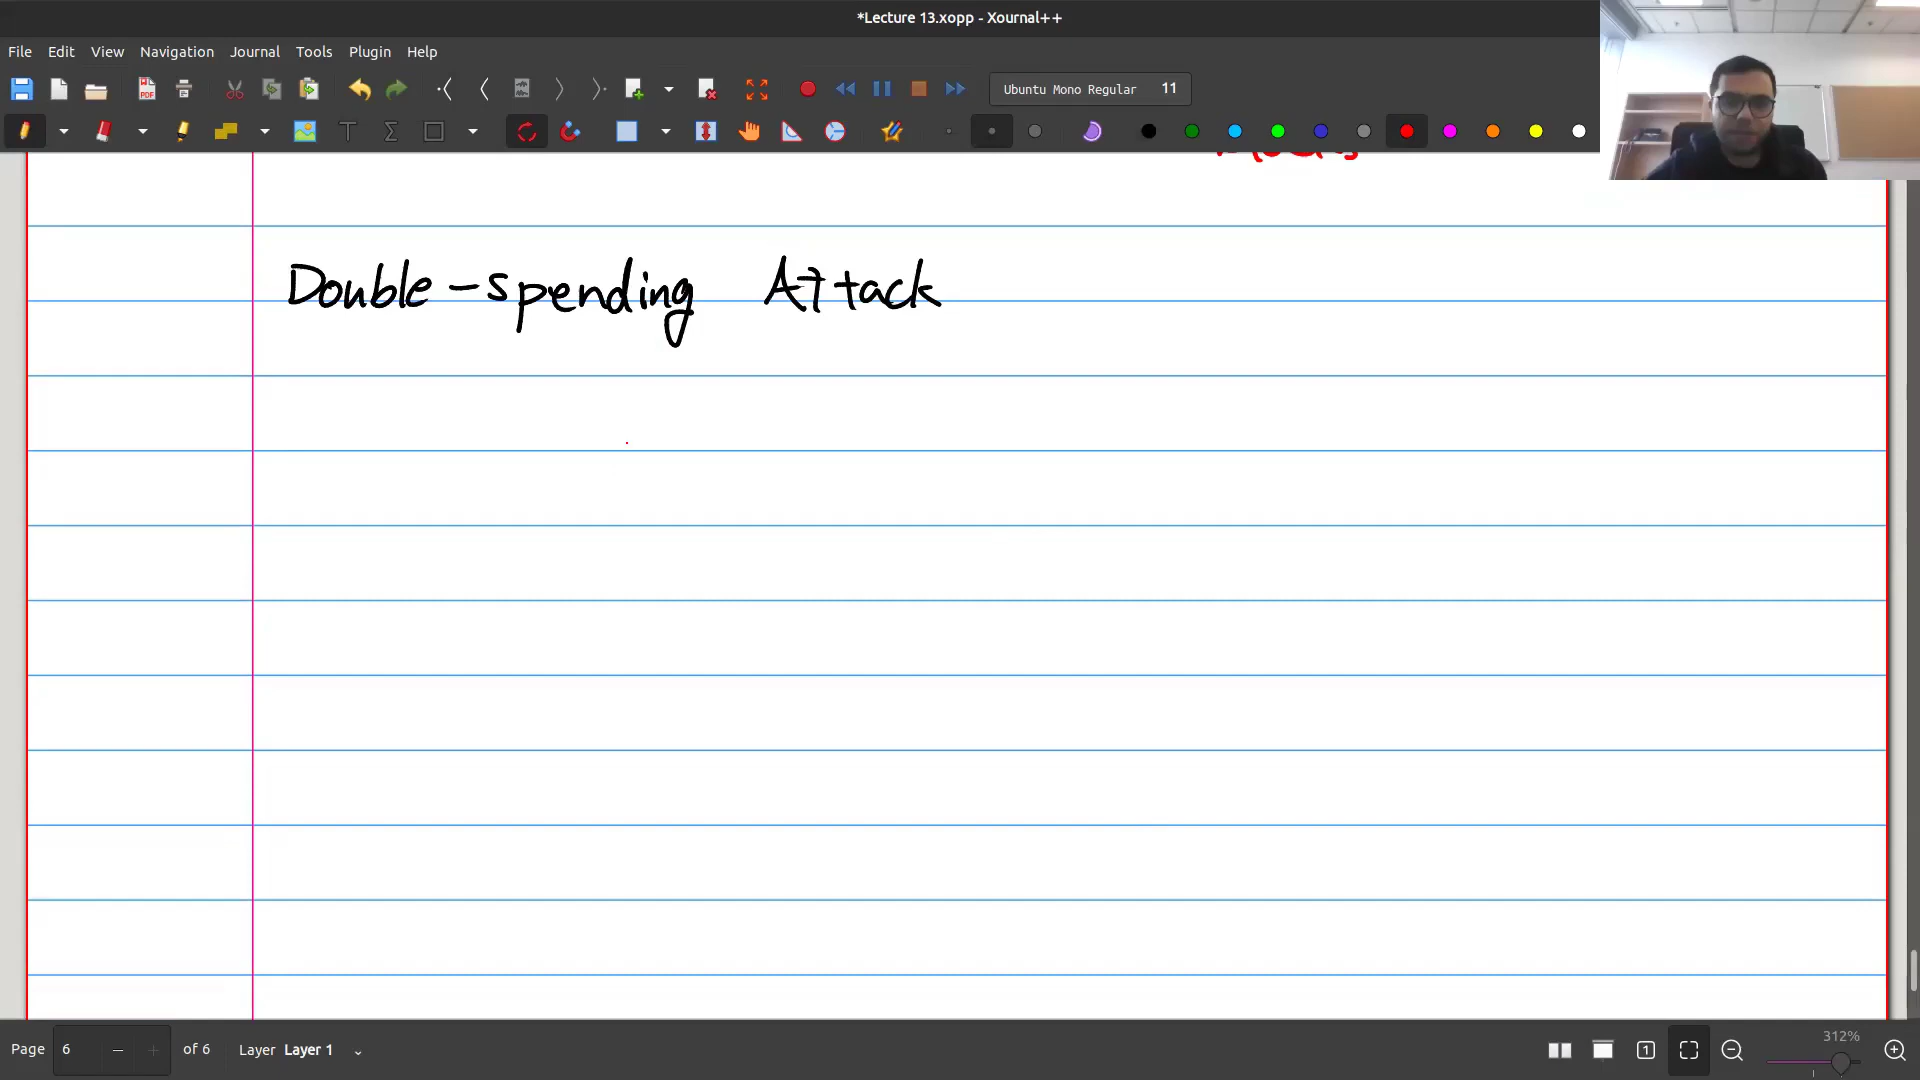 *Lecture 13.xopp - Xournal++
File Edit View Navigation Journal Tools Plugin Help
PDF Ubuntu Mono Regular 11
Double-spending Attack
Page 6 of 6 Layer Layer 1
312%